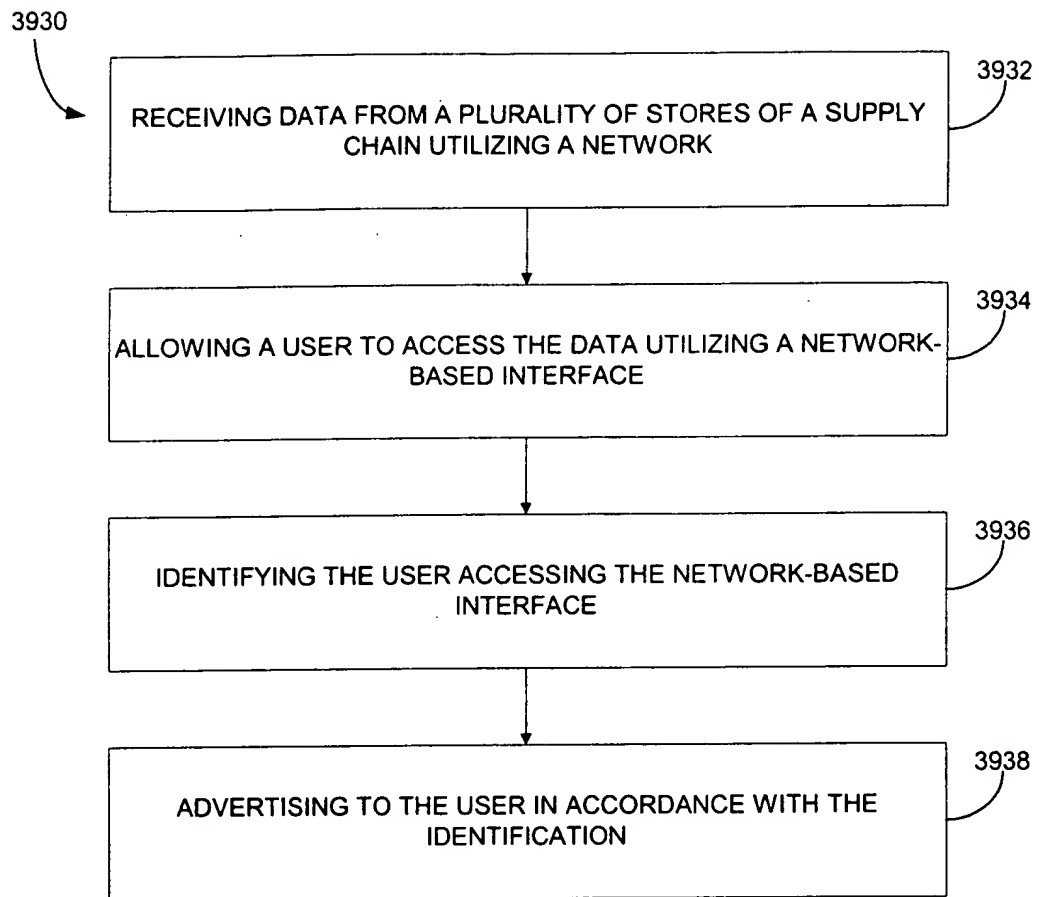 3930
3932
RECEIVING DATA FROM A PLURALITY OF STORES OF A SUPPLY
CHAIN UTILIZING A NETWORK
3934
ALLOWING A USER TO ACCESS THE DATA UTILIZING A NETWORK-
BASED INTERFACE
3936
IDENTIFYING THE USER ACCESSING THE NETWORK-BASED
INTERFACE
3938
ADVERTISING TO THE USER IN ACCORDANCE WITH THE
IDENTIFICATION